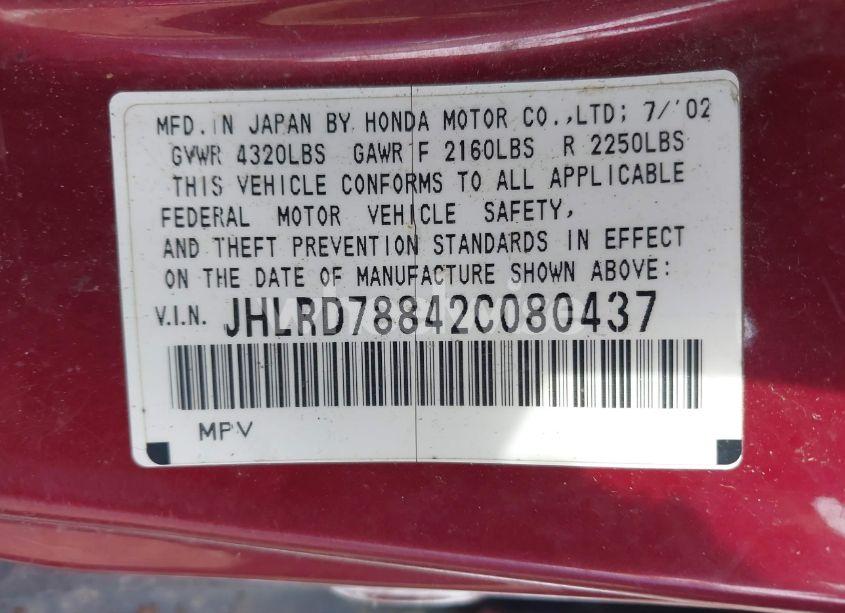 MFD. IN JAPAN BY HONDA MOTOR CO.,LTD; 7/'02
GVWR 4320LBS GAWR F 2160LBS R 2250LBS
THIS VEHICLE CONFORMS TO ALL APPLICABLE
FEDERAL MOTOR VEHICLE SAFETY,
AND THEFT PREVENTION STANDARDS IN EFFECT
ON THE DATE OF MANUFACTURE SHOWN ABOVE:
V.I.N. JHLRD78842C080437
MPV